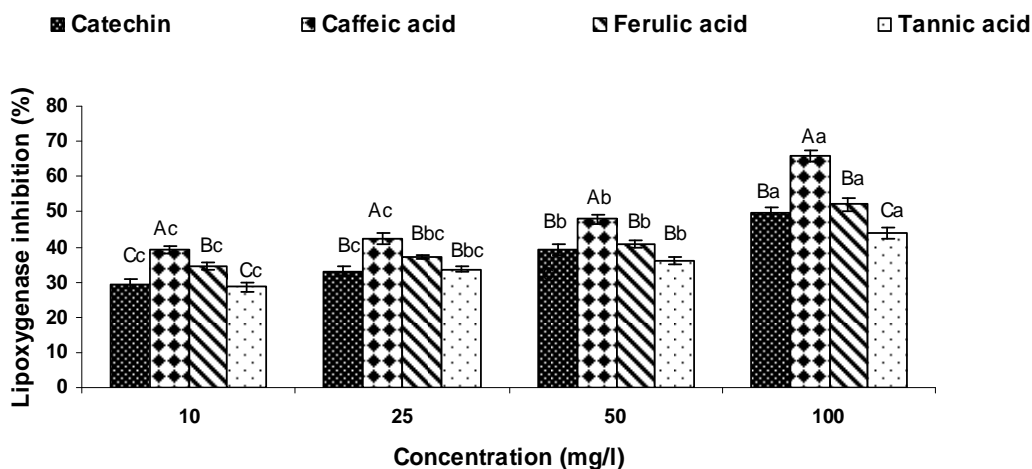 Catechin Caffeic acid Ferulic acid Tannic acid
Lipoxygenase inhibition (%)
80
70
60
50
40
30
20
10
0
Cc Ac Bc Cc
Bc Ac Bbc Bbc
Bb Ab Bb Bb
Ba Aa Ba Ca
10 25 50 100
Concentration (mg/l)